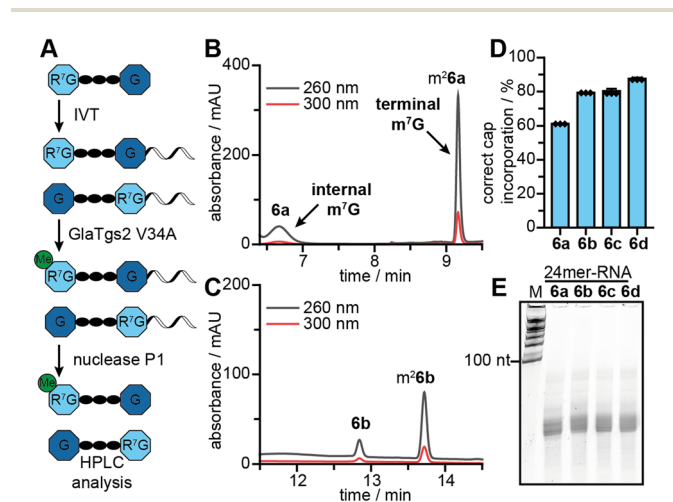 A
R⁷G
G
IVT
R⁷G
G
G
R⁷G
GlaTgs2 V34A
Me
R⁷G
G
G
R⁷G
nuclease P1
Me
R⁷G
G
G
R⁷G
HPLC
analysis
B
absorbance / mAU
400
200
0
260 nm
300 nm
m²6a
terminal
m⁷G
internal
m⁷G
6a
7
8
9
time / min
C
absorbance / mAU
200
100
0
260 nm
300 nm
m²6b
6b
12
13
14
time / min
D
correct cap
incorporation / %
100
80
60
40
20
0
6a 6b 6c 6d
E
24mer-RNA
M 6a 6b 6c 6d
100 nt